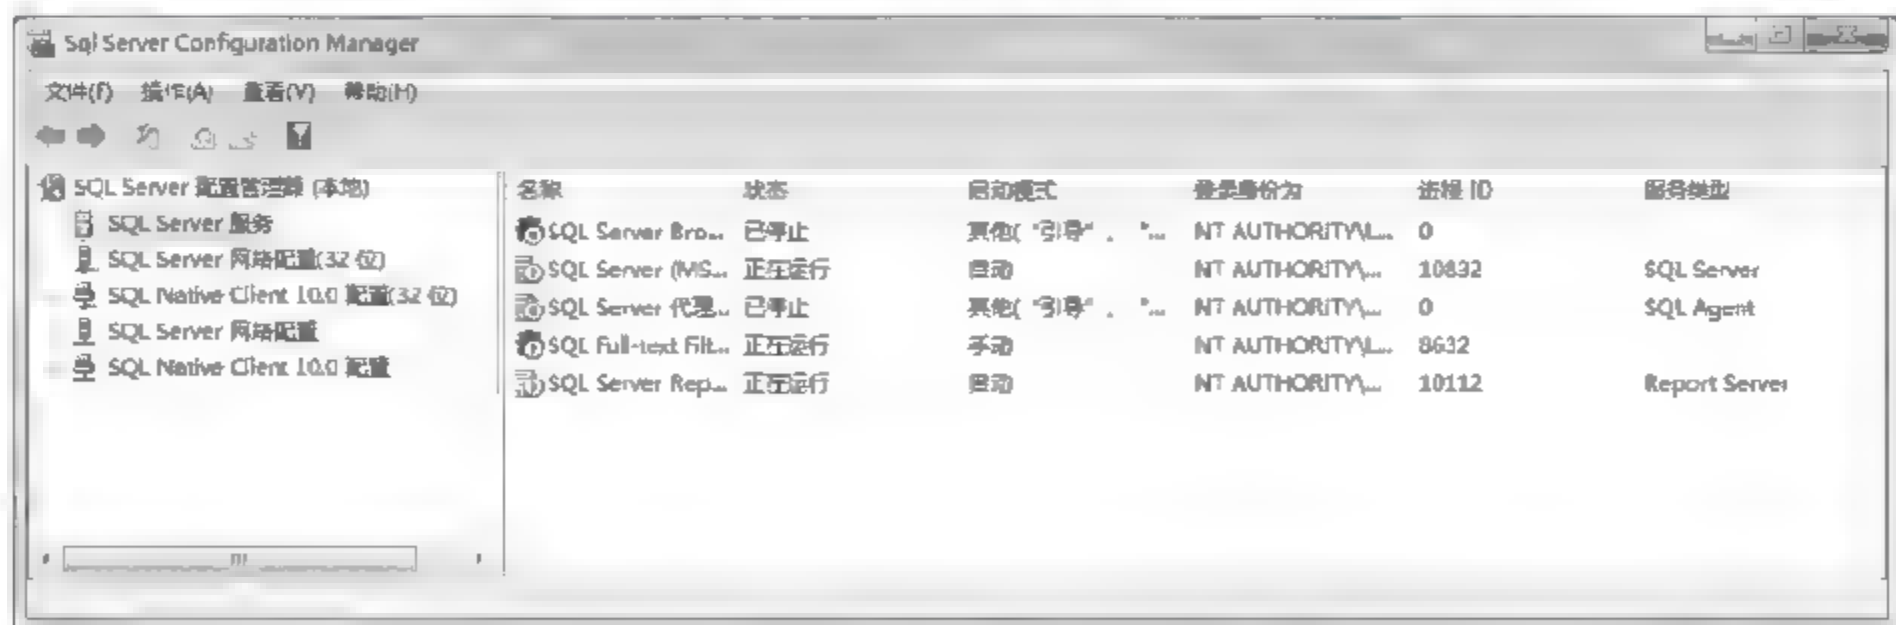 Sql Server Configuration Manager
文件(F) 操作(A) 查看(V) 帮助(H)
SQL Server 配置管理器 (本地)
SQL Server 服务
SQL Server 网络配置(32 位)
SQL Native Client 10.0 配置(32 位)
SQL Server 网络配置
SQL Native Client 10.0 配置
名称 状态 启动模式 登录身份为 进程 ID 服务类型
SQL Server Bro... 已停止 其他("引导"、"... NT AUTHORITY\L... 0
SQL Server (MS... 正在运行 自动 NT AUTHORITY\... 10832 SQL Server
SQL Server 代理... 已停止 其他("引导"、"... NT AUTHORITY\... 0 SQL Agent
SQL Full-text Filt... 正在运行 手动 NT AUTHORITY\L... 8632
SQL Server Rep... 正在运行 自动 NT AUTHORITY\... 10112 Report Server